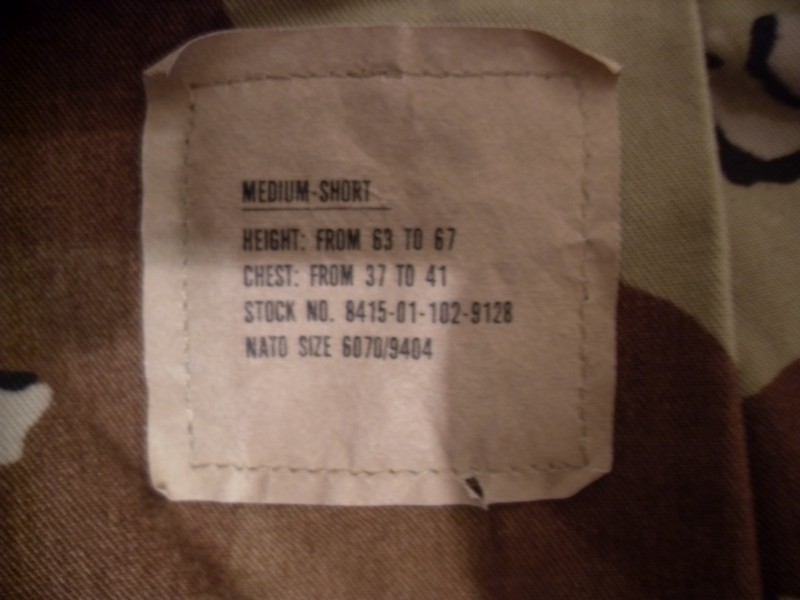 MEDIUM-SHORT
HEIGHT: FROM 63 TO 67
CHEST: FROM 37 TO 41
STOCK NO. 8415-01-102-9128
NATO SIZE 6070/9404